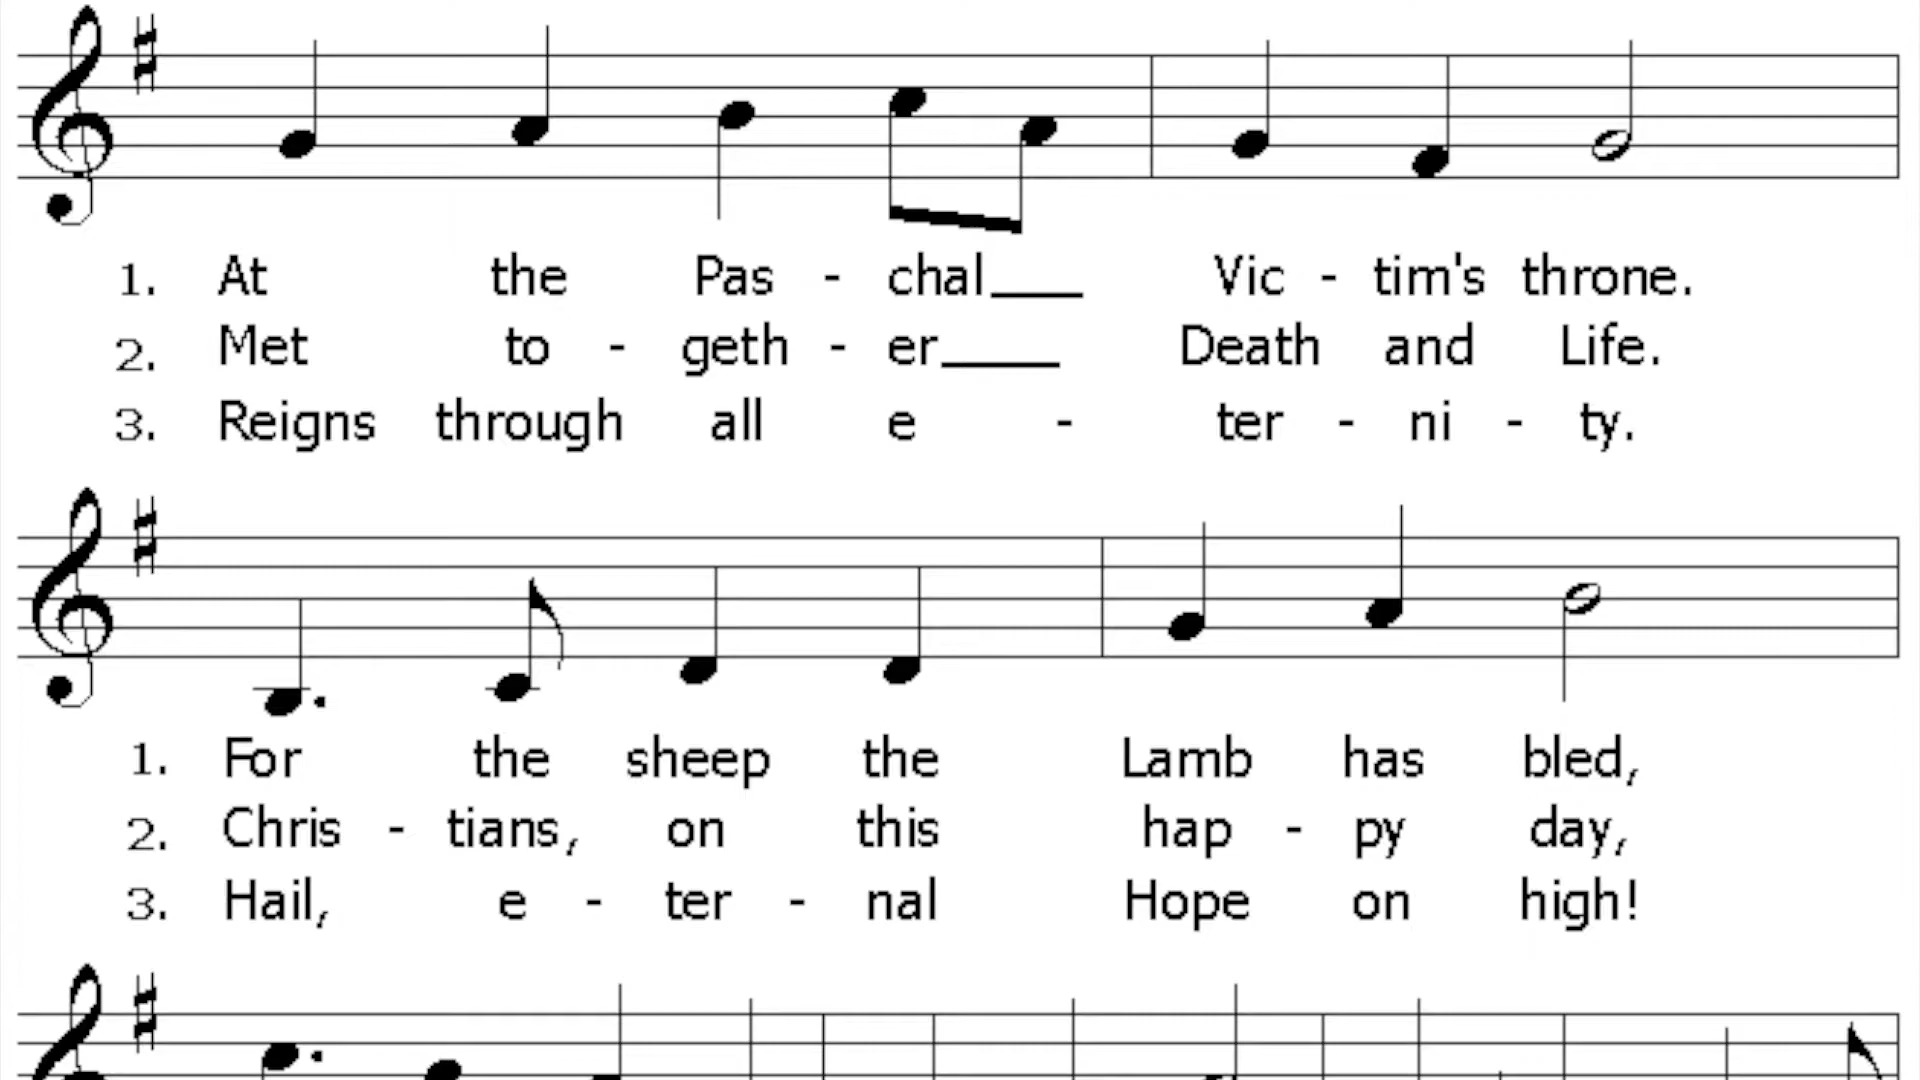 1. At the Pas - chal___ Vic - tim's throne.
2. Met to - geth - er____ Death and Life.
3. Reigns through all e - ter - ni - ty.
1. For the sheep the Lamb has bled,
2. Chris - tians, on this hap - py day,
3. Hail, e - ter - nal Hope on high!